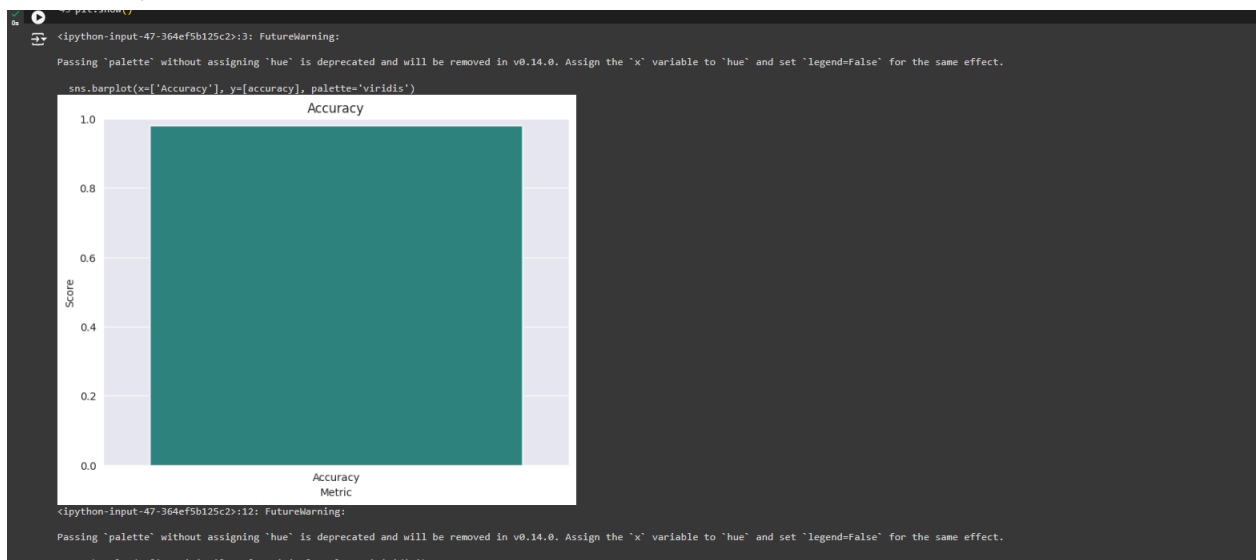 45 plt.show()
0s
<ipython-input-47-364ef5b125c2>:3: FutureWarning:
Passing `palette` without assigning `hue` is deprecated and will be removed in v0.14.0. Assign the `x` variable to `hue` and set `legend=False` for the same effect.
sns.barplot(x=['Accuracy'], y=[accuracy], palette='viridis')
Accuracy
1.0
0.8
0.6
Score
0.4
0.2
0.0
Accuracy
Metric
<ipython-input-47-364ef5b125c2>:12: FutureWarning:
Passing `palette` without assigning `hue` is deprecated and will be removed in v0.14.0. Assign the `x` variable to `hue` and set `legend=False` for the same effect.